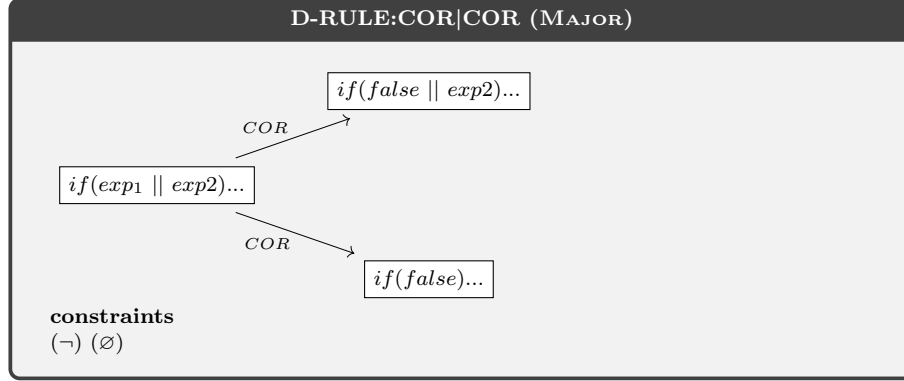 D-RULE:COR|COR (MAJOR)
if(false || exp2)...
COR
if(exp₁ || exp2)...
COR
if(false)...
constraints
(¬) (∅)